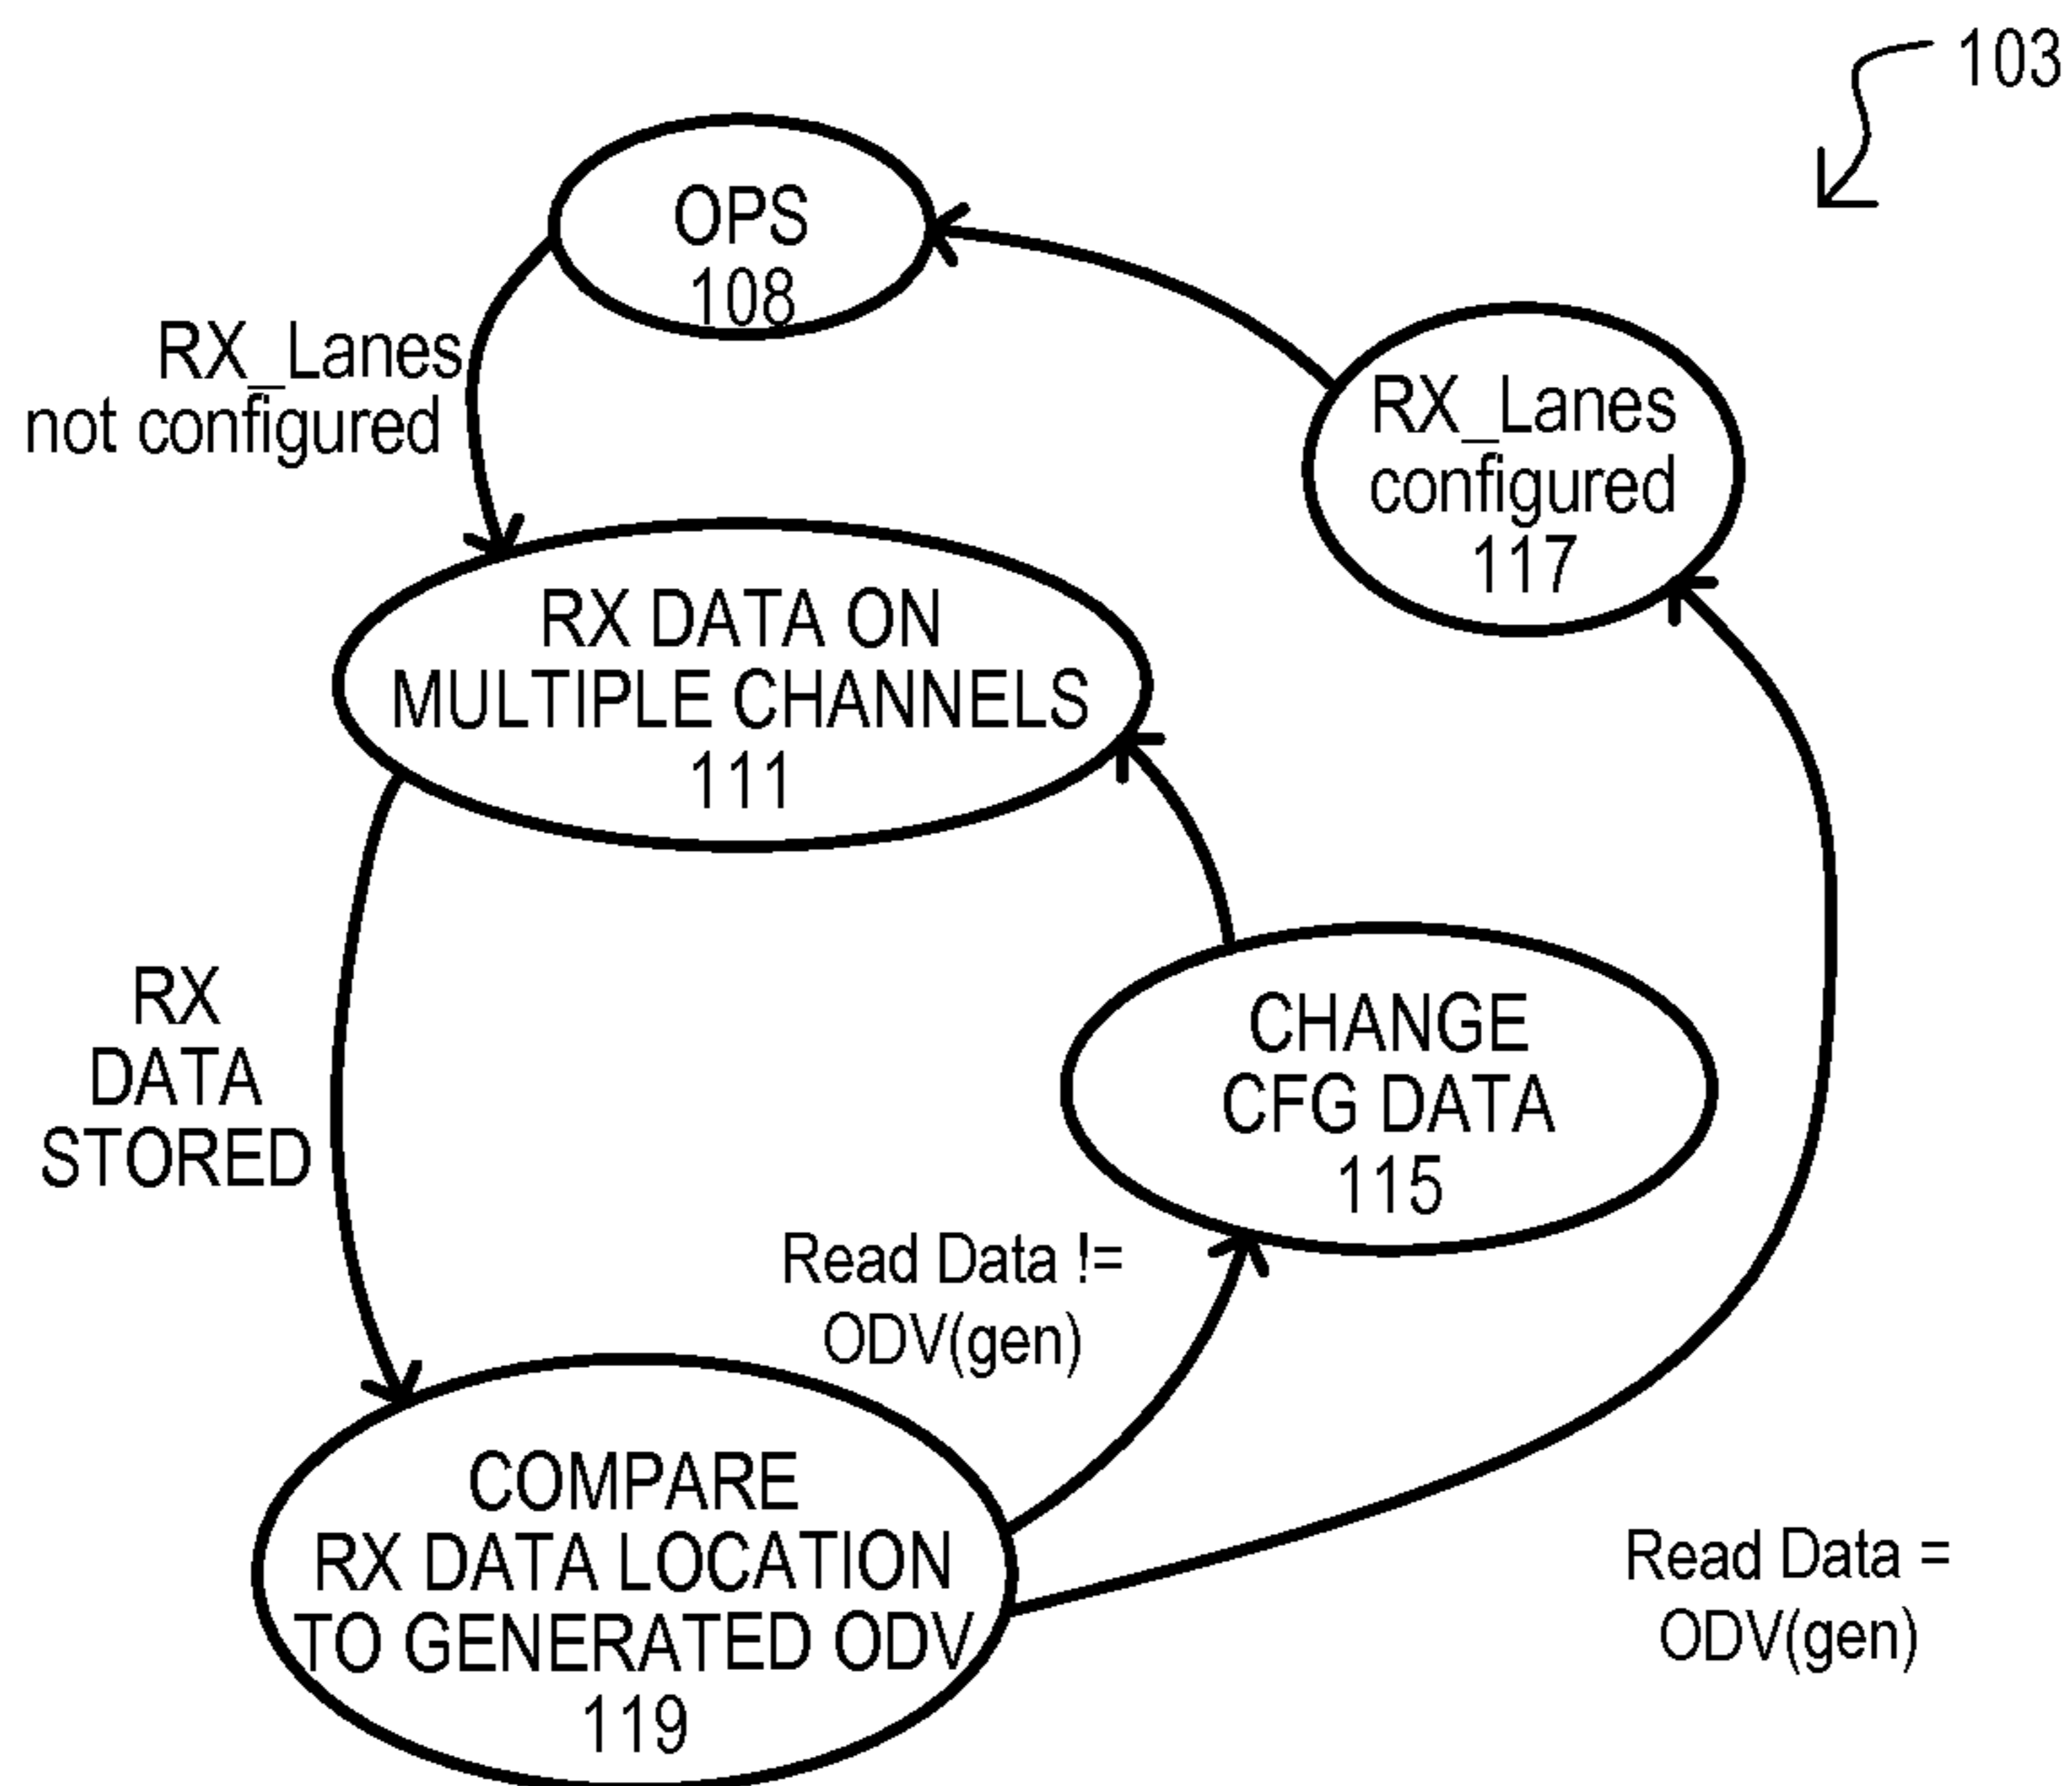 103
OPS
108
RX_Lanes
not configured
RX_Lanes
configured
117
RX DATA ON
MULTIPLE CHANNELS
111
RX
DATA
STORED
CHANGE
CFG DATA
115
Read Data !=
ODV(gen)
COMPARE
RX DATA LOCATION
TO GENERATED ODV
119
Read Data =
ODV(gen)